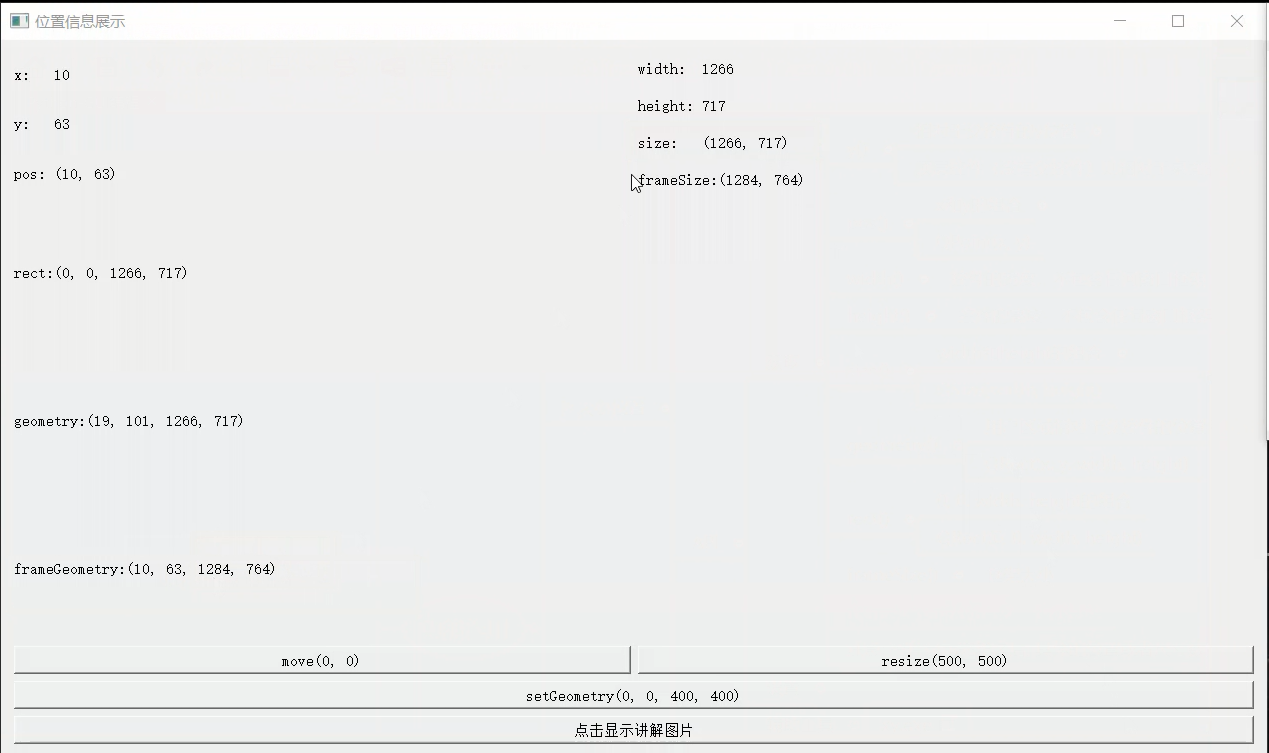 位置信息展示
x: 10
y: 63
pos: (10, 63)
rect:(0, 0, 1266, 717)
geometry:(19, 101, 1266, 717)
frameGeometry:(10, 63, 1284, 764)
width: 1266
height: 717
size: (1266, 717)
frameSize:(1284, 764)
move(0, 0)
resize(500, 500)
setGeometry(0, 0, 400, 400)
点击显示讲解图片